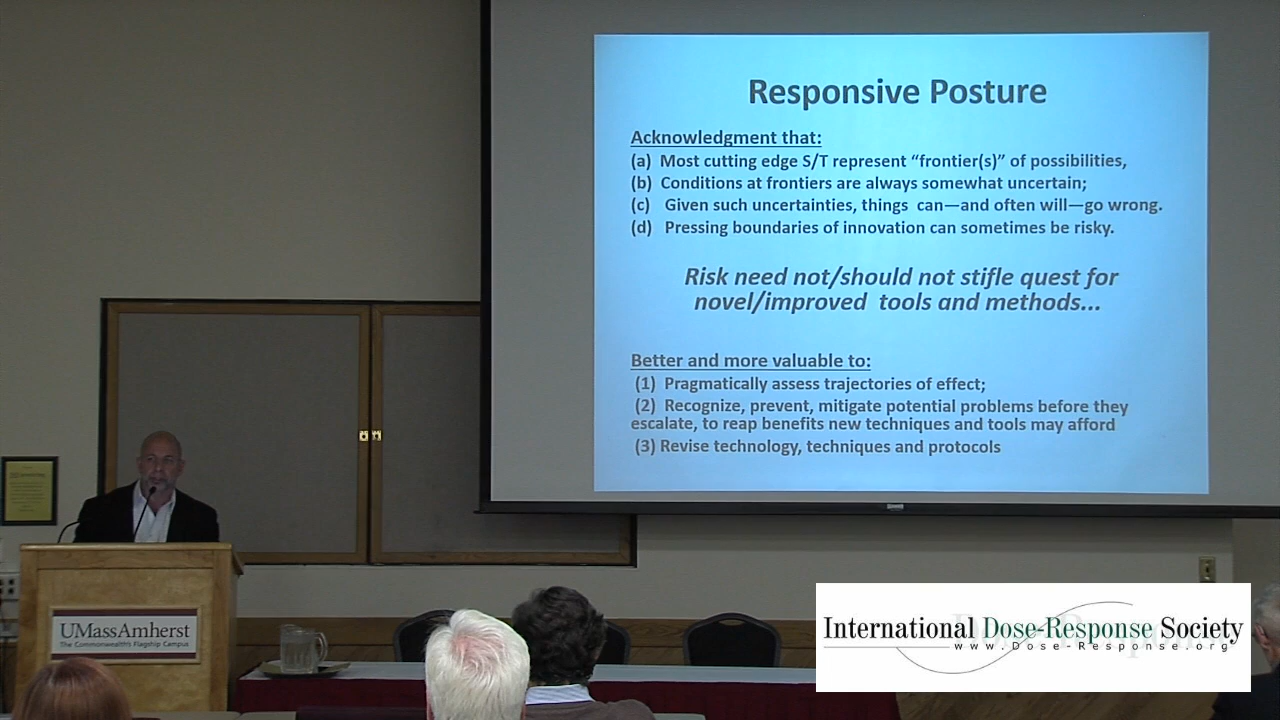 Responsive Posture
Acknowledgment that:
(a) Most cutting edge S/T represent “frontier(s)” of possibilities,
(b) Conditions at frontiers are always somewhat uncertain;
(c) Given such uncertainties, things can—and often will—go wrong.
(d) Pressing boundaries of innovation can sometimes be risky.
Risk need not/should not stifle quest for
novel/improved tools and methods...
Better and more valuable to:
(1) Pragmatically assess trajectories of effect;
(2) Recognize, prevent, mitigate potential problems before they
escalate, to reap benefits new techniques and tools may afford
(3) Revise technology, techniques and protocols
UMassAmherst
The Commonwealth's Flagship Campus
International Dose-Response Society
www.Dose-Response.org